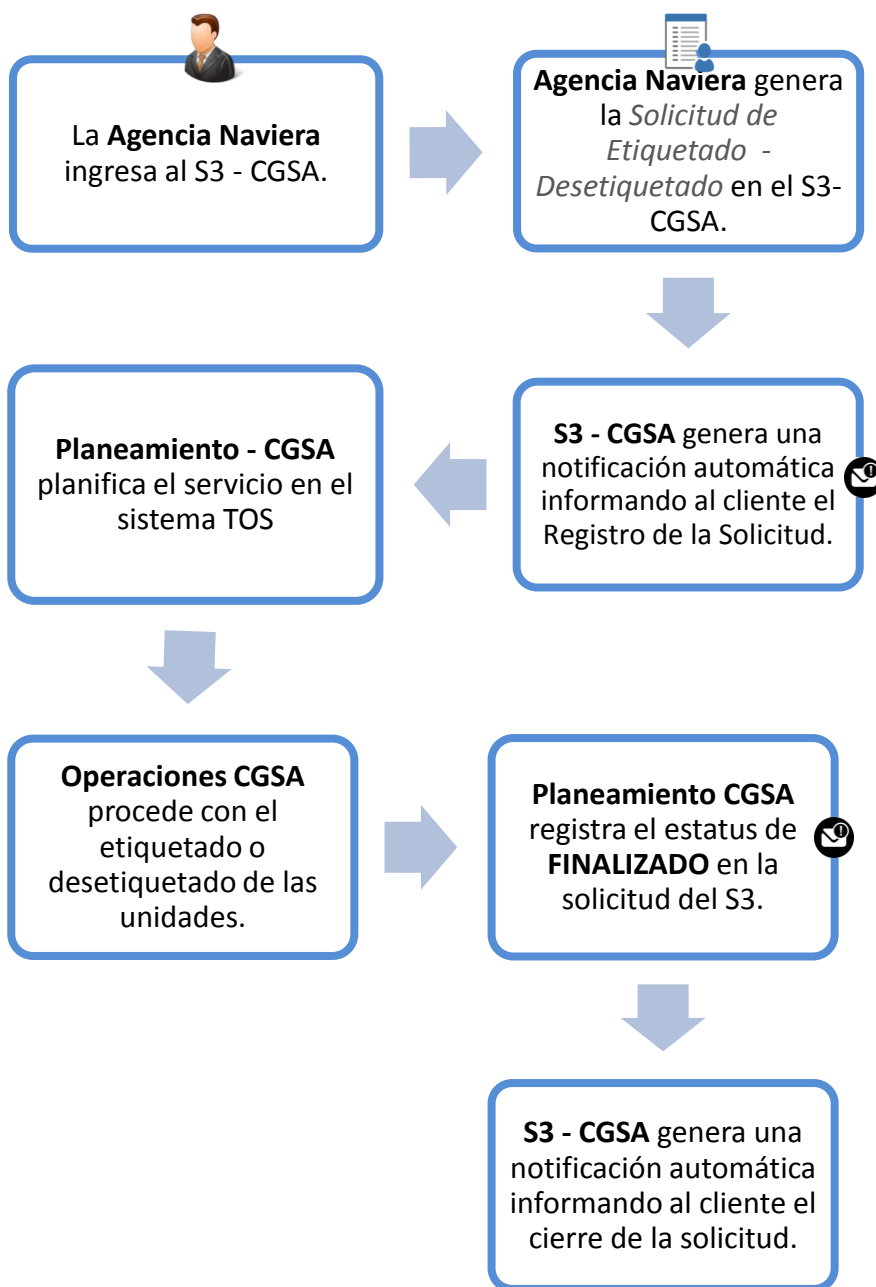 La Agencia Naviera
ingresa al S3 - CGSA.
Agencia Naviera genera
la Solicitud de
Etiquetado -
Desetiquetado en el S3-
CGSA.
S3 - CGSA genera una
notificación automática
informando al cliente el
Registro de la Solicitud.
Planeamiento - CGSA
planifica el servicio en el
sistema TOS
Operaciones CGSA
procede con el
etiquetado o
desetiquetado de las
unidades.
Planeamiento CGSA
registra el estatus de
FINALIZADO en la
solicitud del S3.
S3 - CGSA genera una
notificación automática
informando al cliente el
cierre de la solicitud.